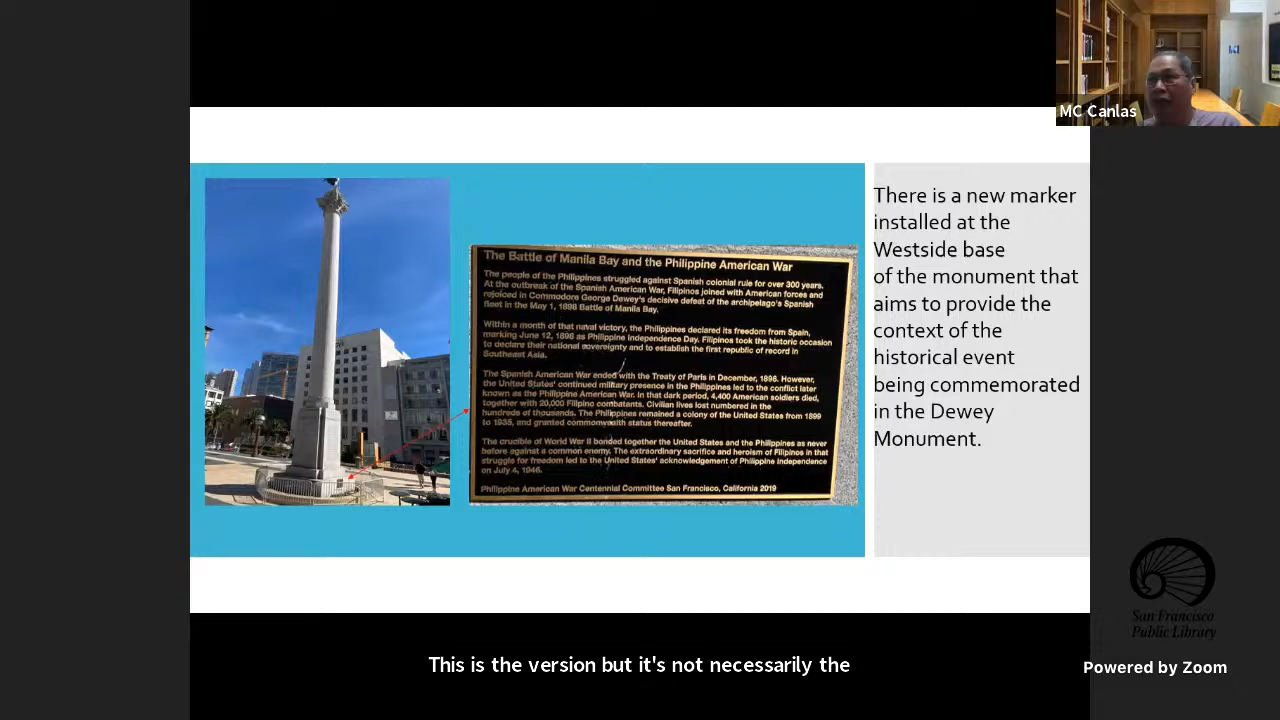 MC Canlas
The Battle of Manila Bay and the Philippine American War
The people of the Philippines struggled against Spanish colonial rule for over 300 years.
At the outbreak of the Spanish American War, Filipinos joined with American forces and
rejoiced in Commodore George Dewey's decisive defeat of the archipelago's Spanish
fleet in the May 1, 1898 Battle of Manila Bay.
Within a month of that naval victory, the Philippines declared its freedom from Spain,
marking June 12, 1898 as Philippine Independence Day. Filipinos took the historic occasion
to declare their national sovereignty and to establish the first republic of record in
Southeast Asia.
The Spanish American War ended with the Treaty of Paris in December, 1898. However,
the United States' continued military presence in the Philippines led to the conflict later
known as the Philippine American War. In that dark period, 4,400 American soldiers died,
together with 20,000 Filipino combatants. Civilian lives lost numbered in the
hundreds of thousands. The Philippines remained a colony of the United States from 1899
to 1935, and granted commonwealth status thereafter.
The crucible of World War II bonded together the United States and the Philippines as never
before against a common enemy. The extraordinary sacrifice and heroism of Filipinos in that
struggle for freedom led to the United States' acknowledgement of Philippine Independence
on July 4, 1946.
Philippine American War Centennial Committee San Francisco, California 2019
There is a new marker
installed at the
Westside base
of the monument that
aims to provide the
context of the
historical event
being commemorated
in the Dewey
Monument.
San Francisco
Public Library
This is the version but it's not necessarily the
Powered by Zoom